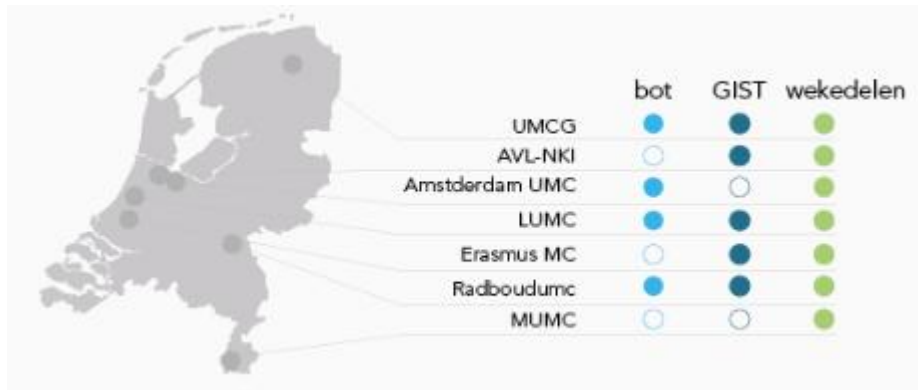 bot GIST wekedelen
UMCG
AVL-NKI
Amstderdam UMC
LUMC
Erasmus MC
Radboudumc
MUMC